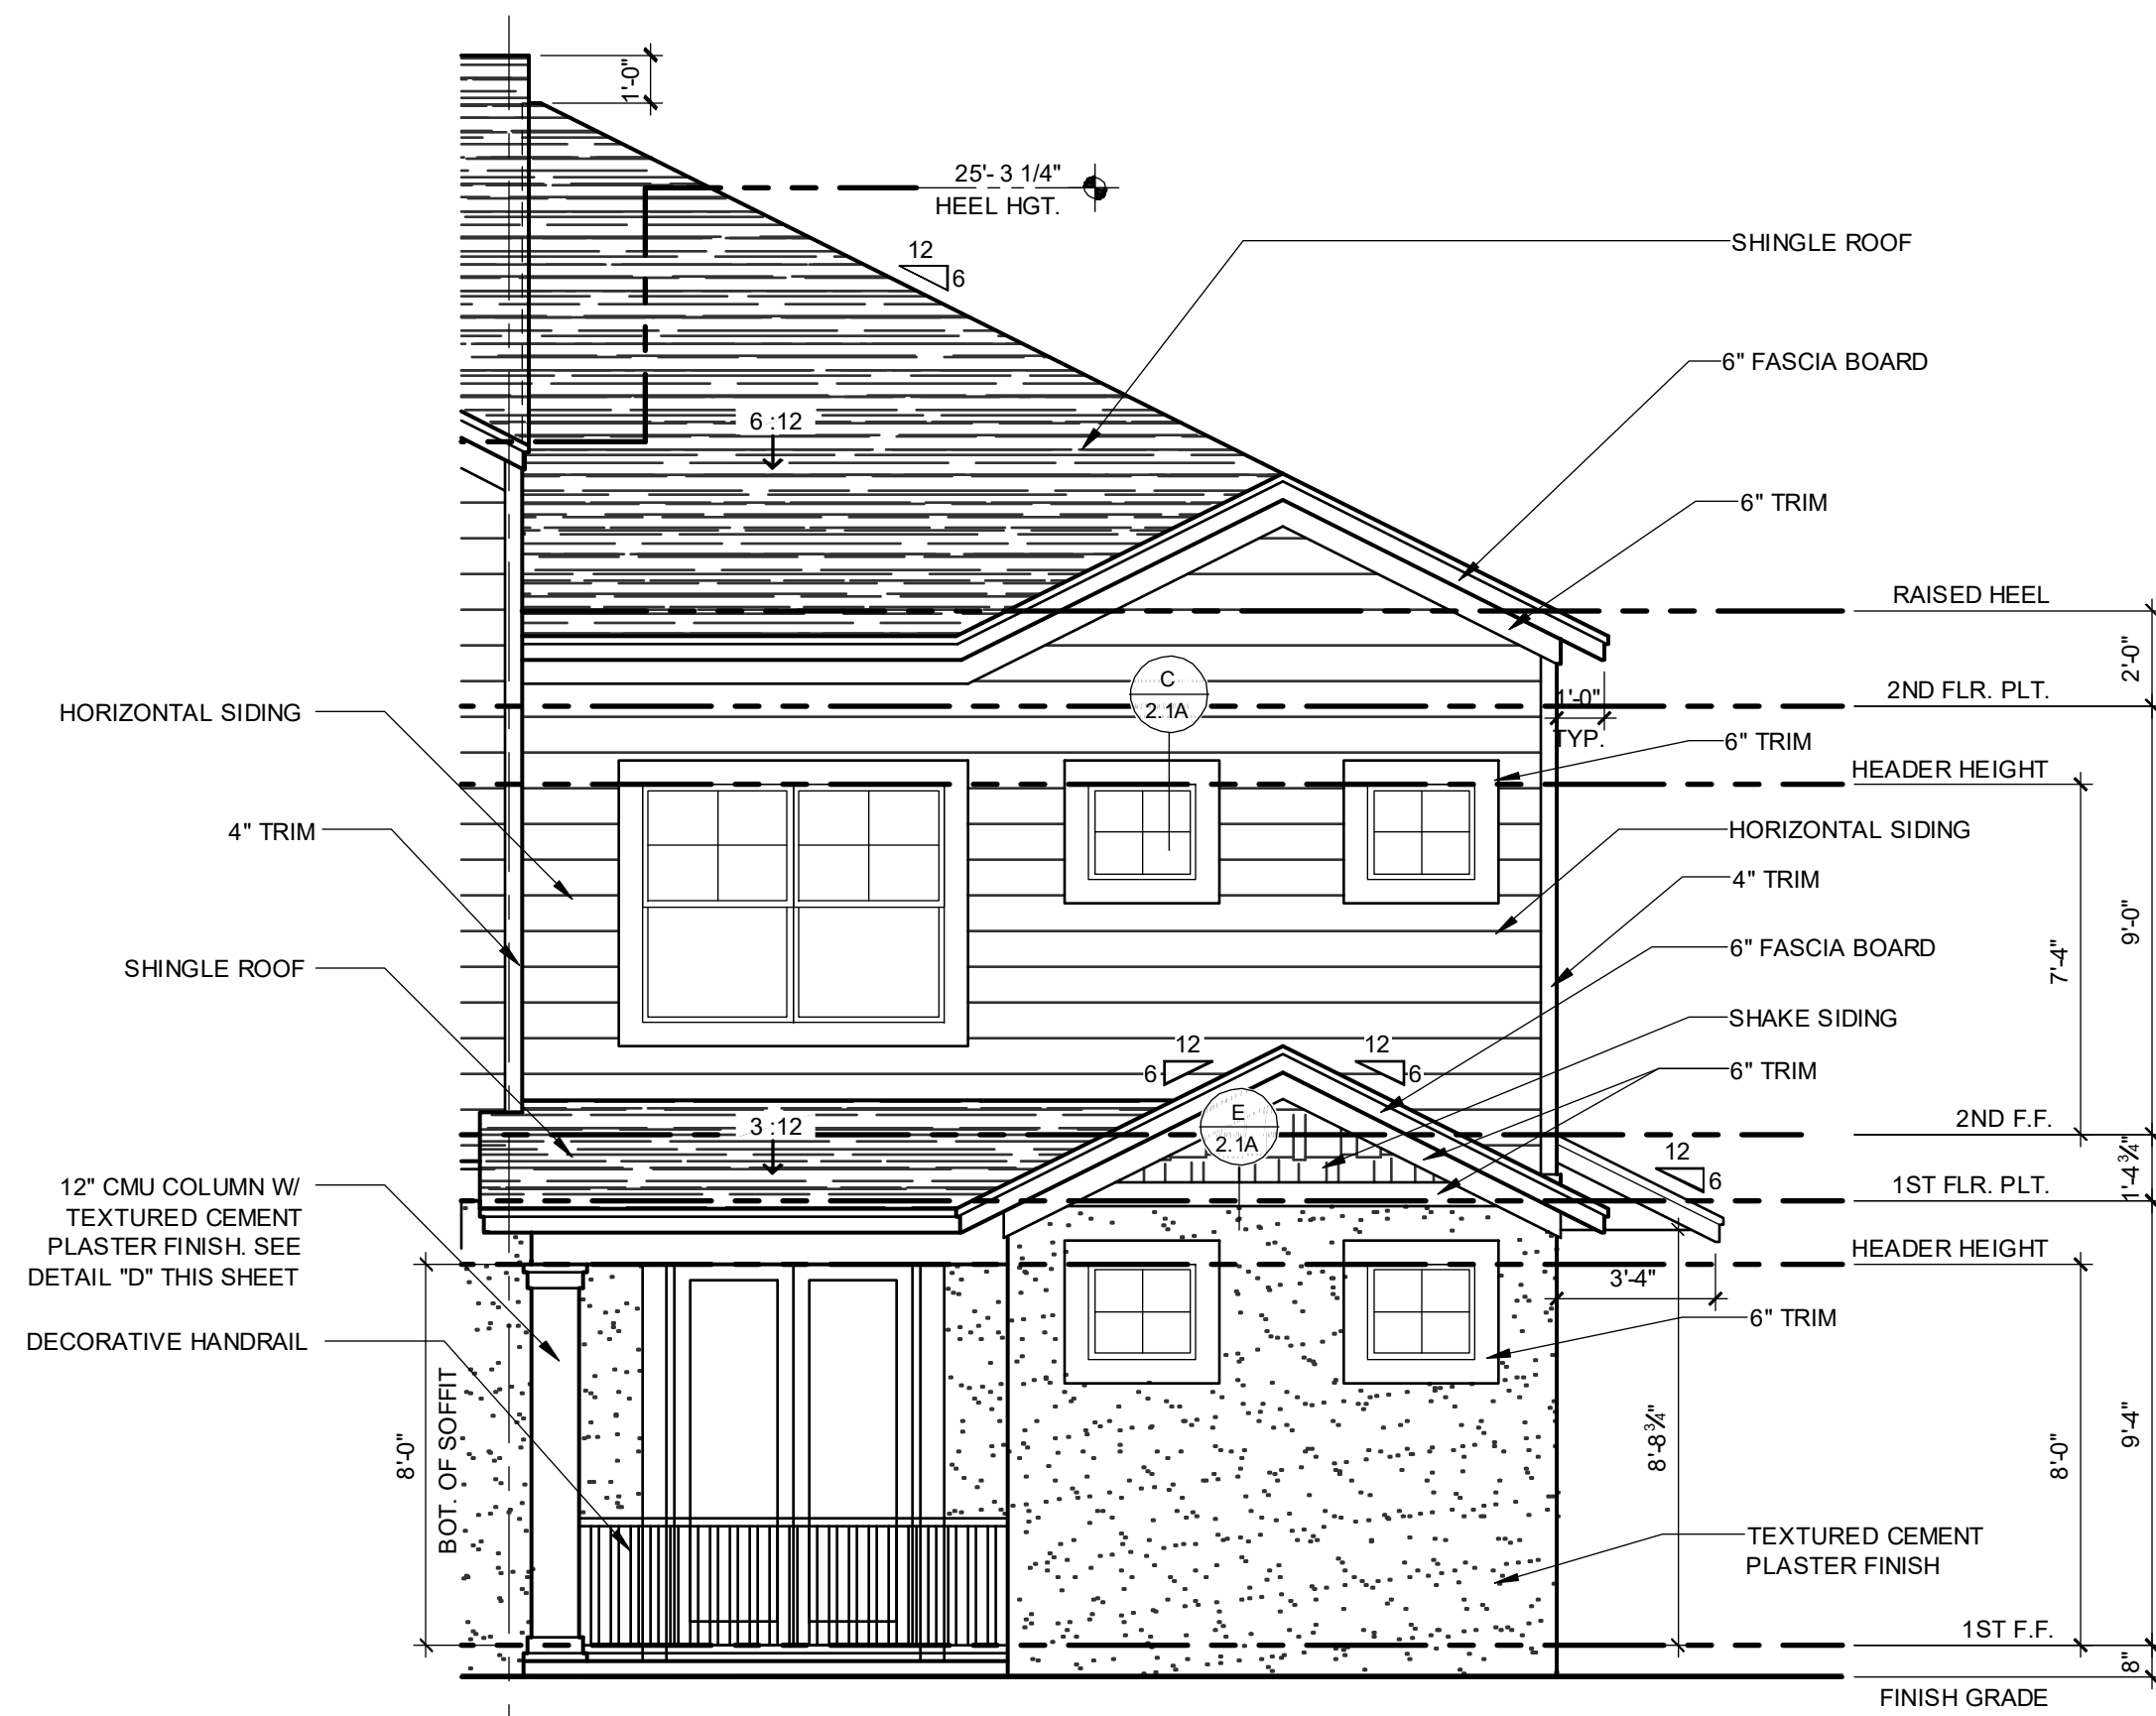 1'-0"
25'- 3 1/4"
HEEL HGT.
12
6
SHINGLE ROOF
6" FASCIA BOARD
6 :12
6" TRIM
RAISED HEEL
2'-0"
C
2.1A
1'-0"
TYP.
2ND FLR. PLT.
HORIZONTAL SIDING
6" TRIM
HEADER HEIGHT
4" TRIM
HORIZONTAL SIDING
4" TRIM
9'-0"
7'-4"
SHINGLE ROOF
6" FASCIA BOARD
SHAKE SIDING
12
6
12
6
6" TRIM
E
2.1A
3 :12
2ND F.F.
12
6
1'-4¾"
12" CMU COLUMN W/
TEXTURED CEMENT
PLASTER FINISH. SEE
DETAIL "D" THIS SHEET
1ST FLR. PLT.
HEADER HEIGHT
3'-4"
6" TRIM
DECORATIVE HANDRAIL
8'-0"
BOT. OF SOFFIT
8'-8¾"
8'-0"
9'-4"
TEXTURED CEMENT
PLASTER FINISH
1ST F.F.
8"
FINISH GRADE